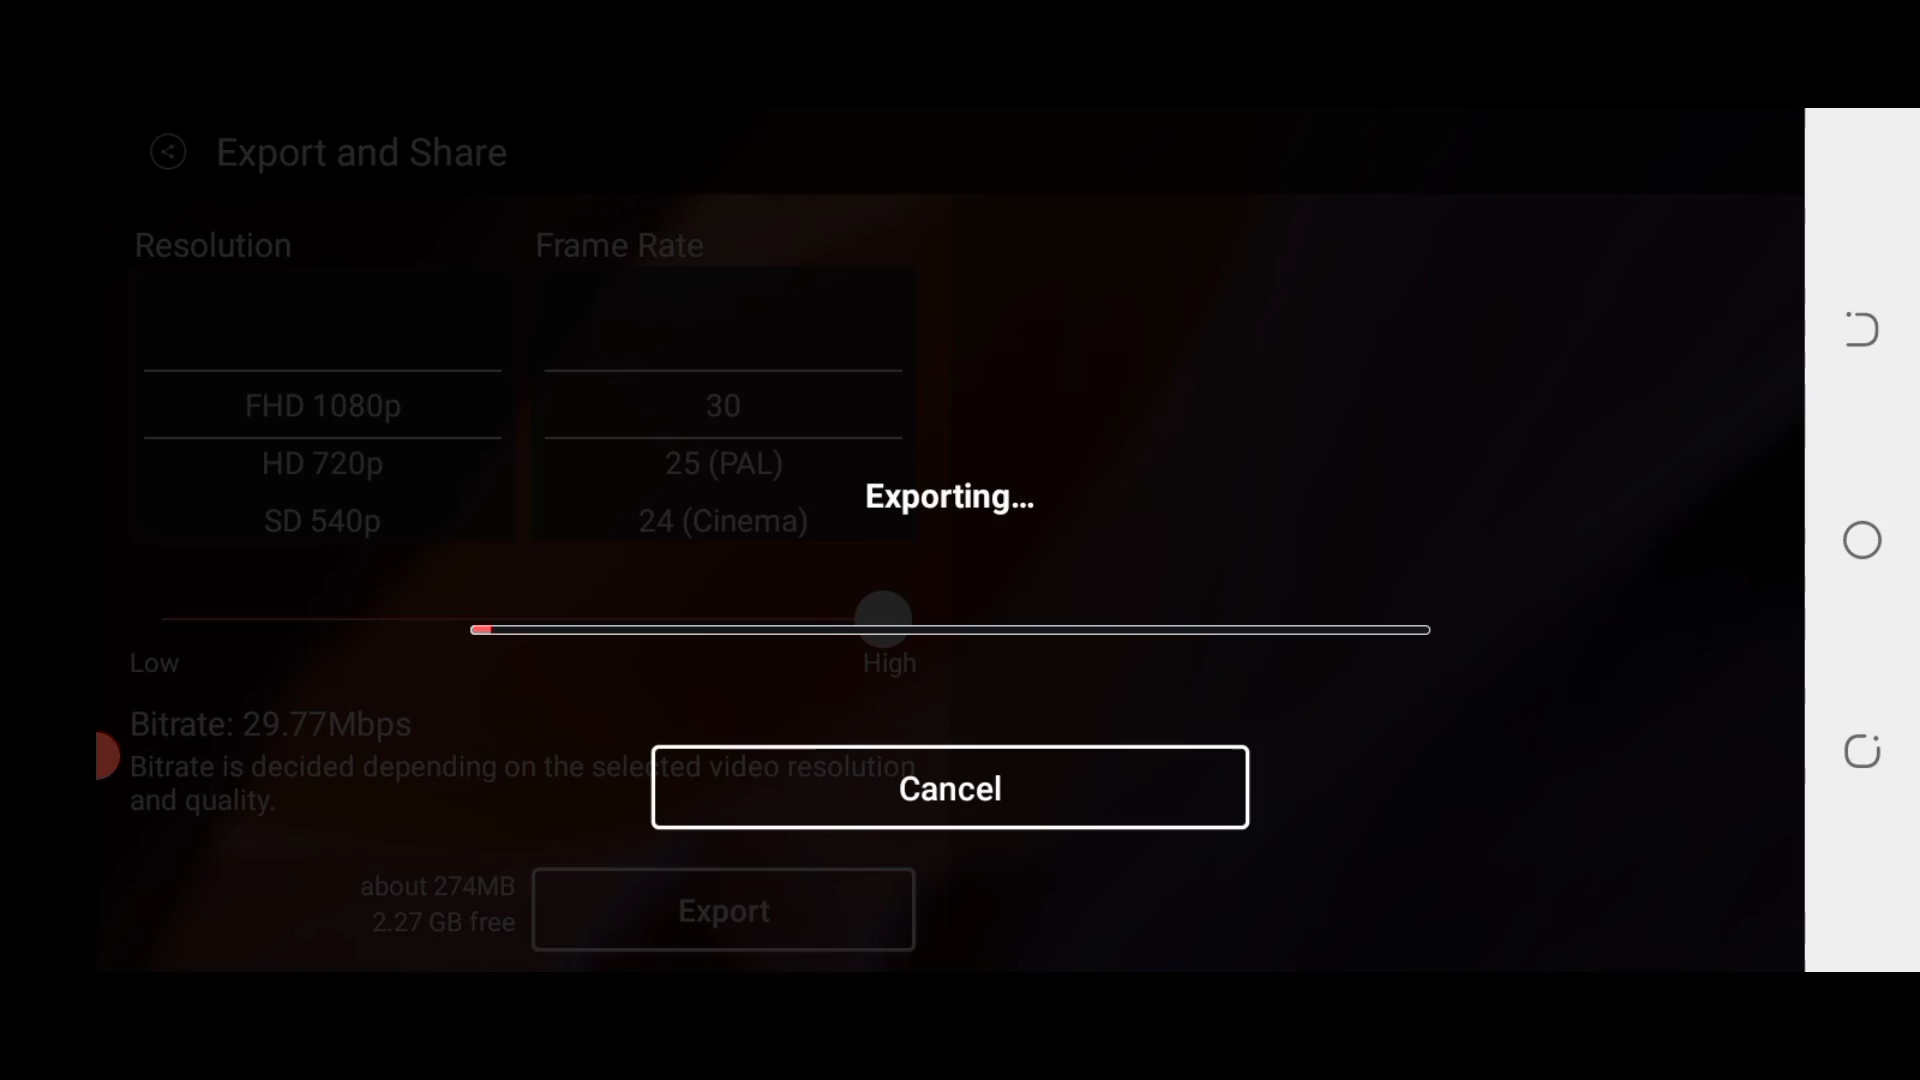 Export and Share
Resolution
Frame Rate
FHD 1080p
30
HD 720p
25 (PAL)
SD 540p
24 (Cinema)
Exporting...
Low
High
Bitrate: 29.77Mbps
Bitrate is decided depending on the selected video resolution
and quality.
Cancel
about 274MB
2.27 GB free
Export